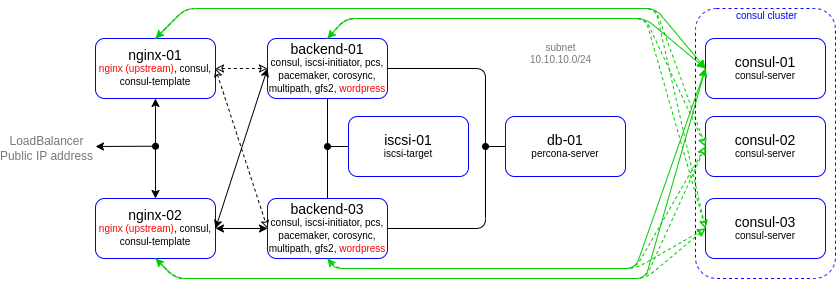 consul cluster
nginx-01
nginx (upstream), consul,
consul-template
backend-01
consul, iscsi-initiator, pcs,
pacemaker, corosync,
multipath, gfs2, wordpress
subnet
10.10.10.0/24
consul-01
consul-server
LoadBalancer
Public IP address
iscsi-01
iscsi-target
db-01
percona-server
consul-02
consul-server
nginx-02
nginx (upstream), consul,
consul-template
backend-03
consul, iscsi-initiator, pcs,
pacemaker, corosync,
multipath, gfs2, wordpress
consul-03
consul-server